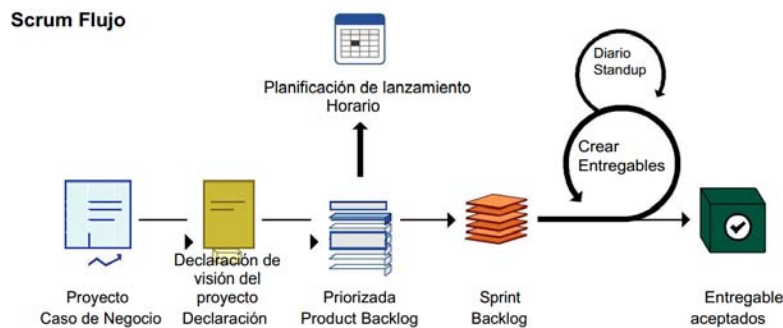 Scrum Flujo
Planificación de lanzamiento
Horario
Diario
Standup
Crear
Entregables
Declaración de
visión del
proyecto
Declaración
Proyecto
Caso de Negocio
Priorizada
Product Backlog
Sprint
Backlog
Entregable
aceptados